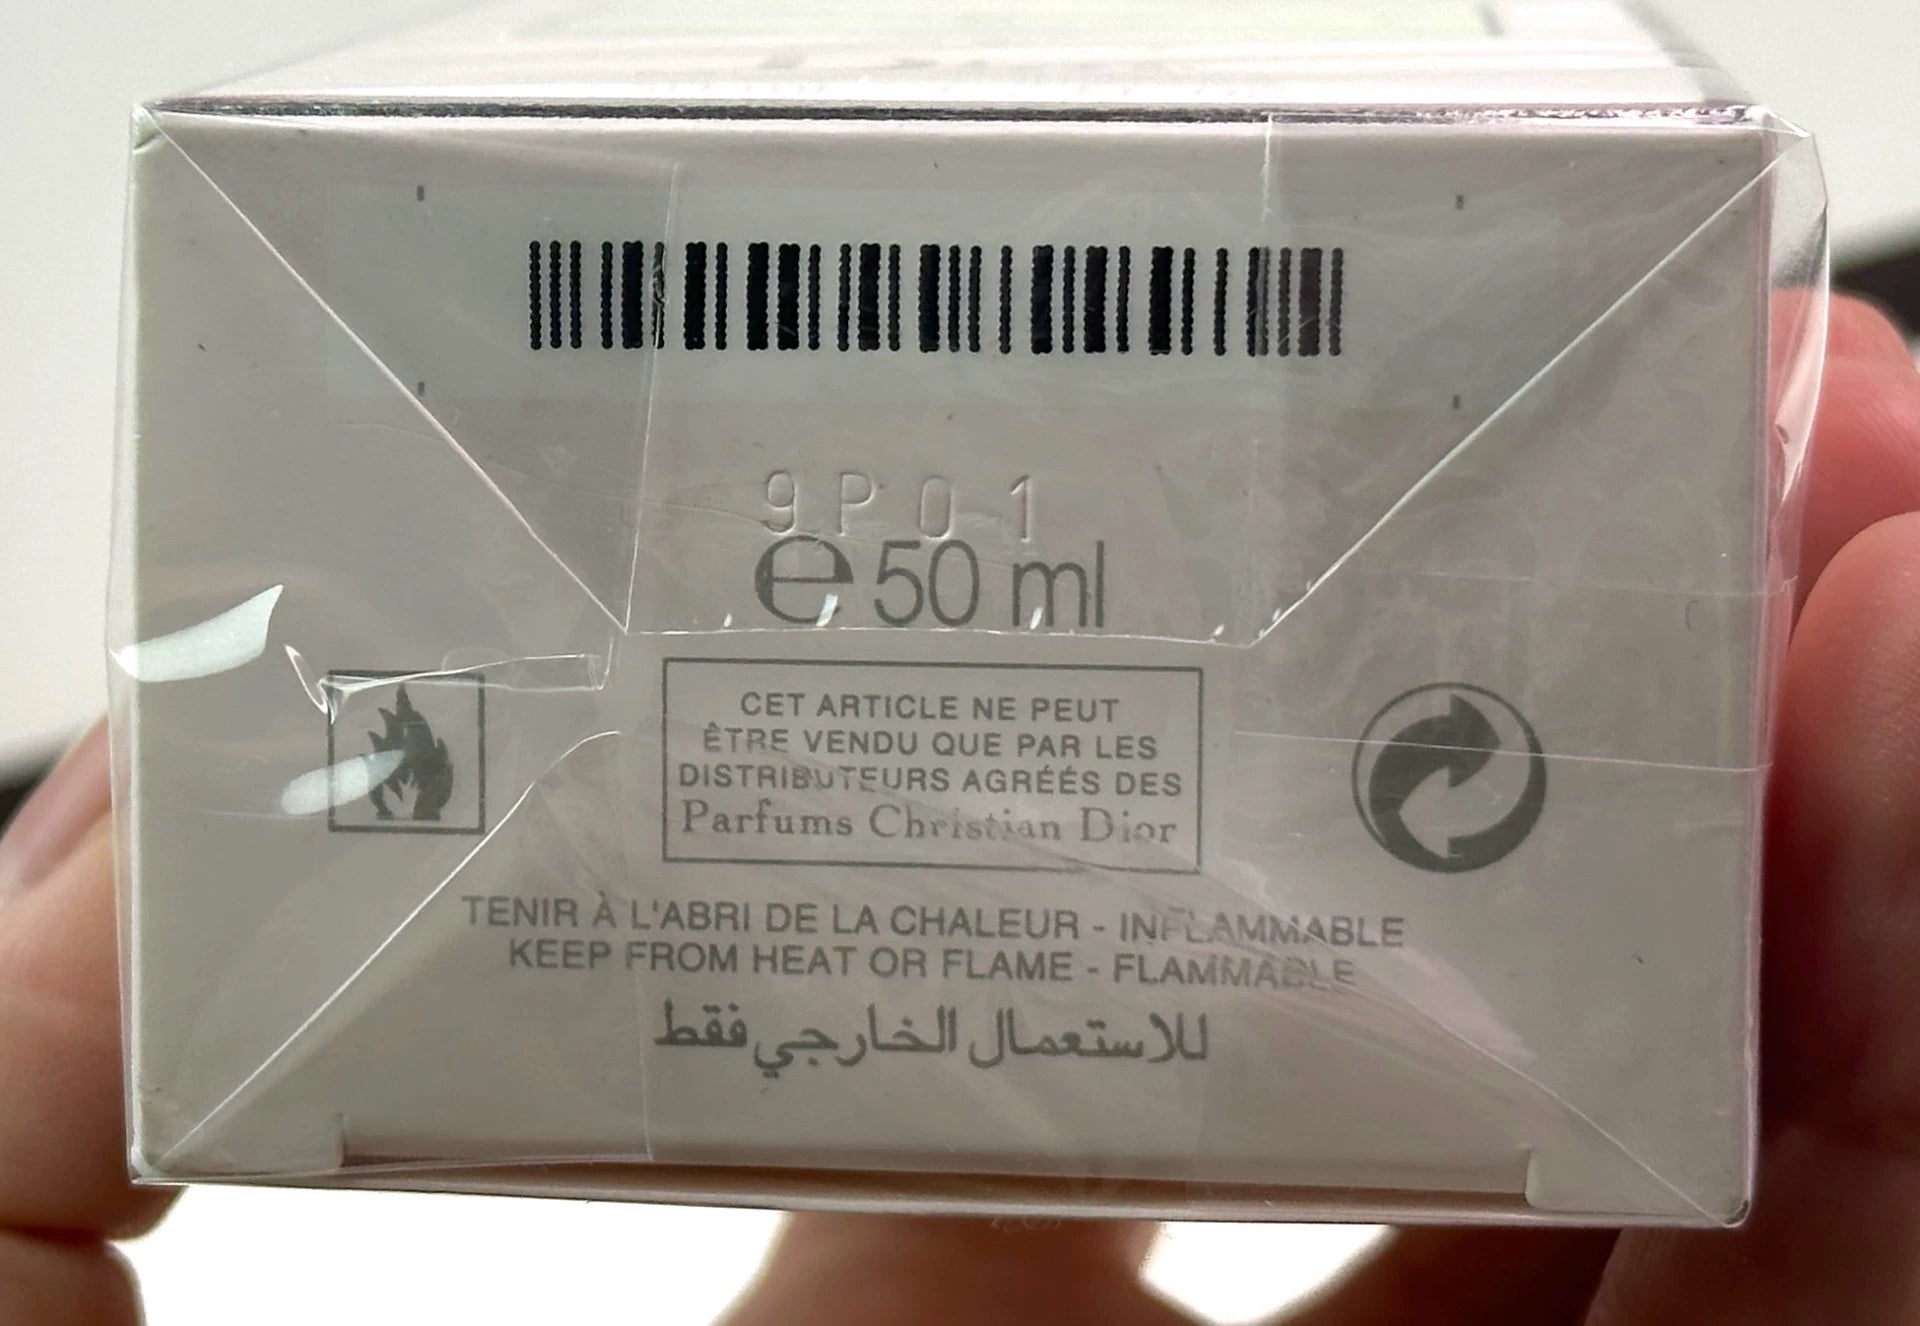 9P01
℮ 50 ml
CET ARTICLE NE PEUT
ÊTRE VENDU QUE PAR LES
DISTRIBUTEURS AGRÉÉS DES
Parfums Christian Dior
TENIR À L'ABRI DE LA CHALEUR - INFLAMMABLE
KEEP FROM HEAT OR FLAME - FLAMMABLE
للاستعمال الخارجي فقط